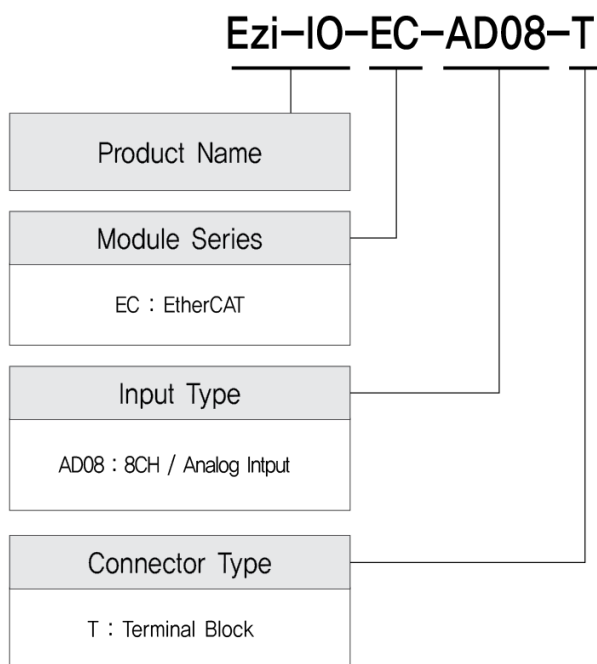 Ezi-IO-EC-AD08-T
Product Name
Module Series
EC : EtherCAT
Input Type
AD08 : 8CH / Analog Intput
Connector Type
T : Terminal Block